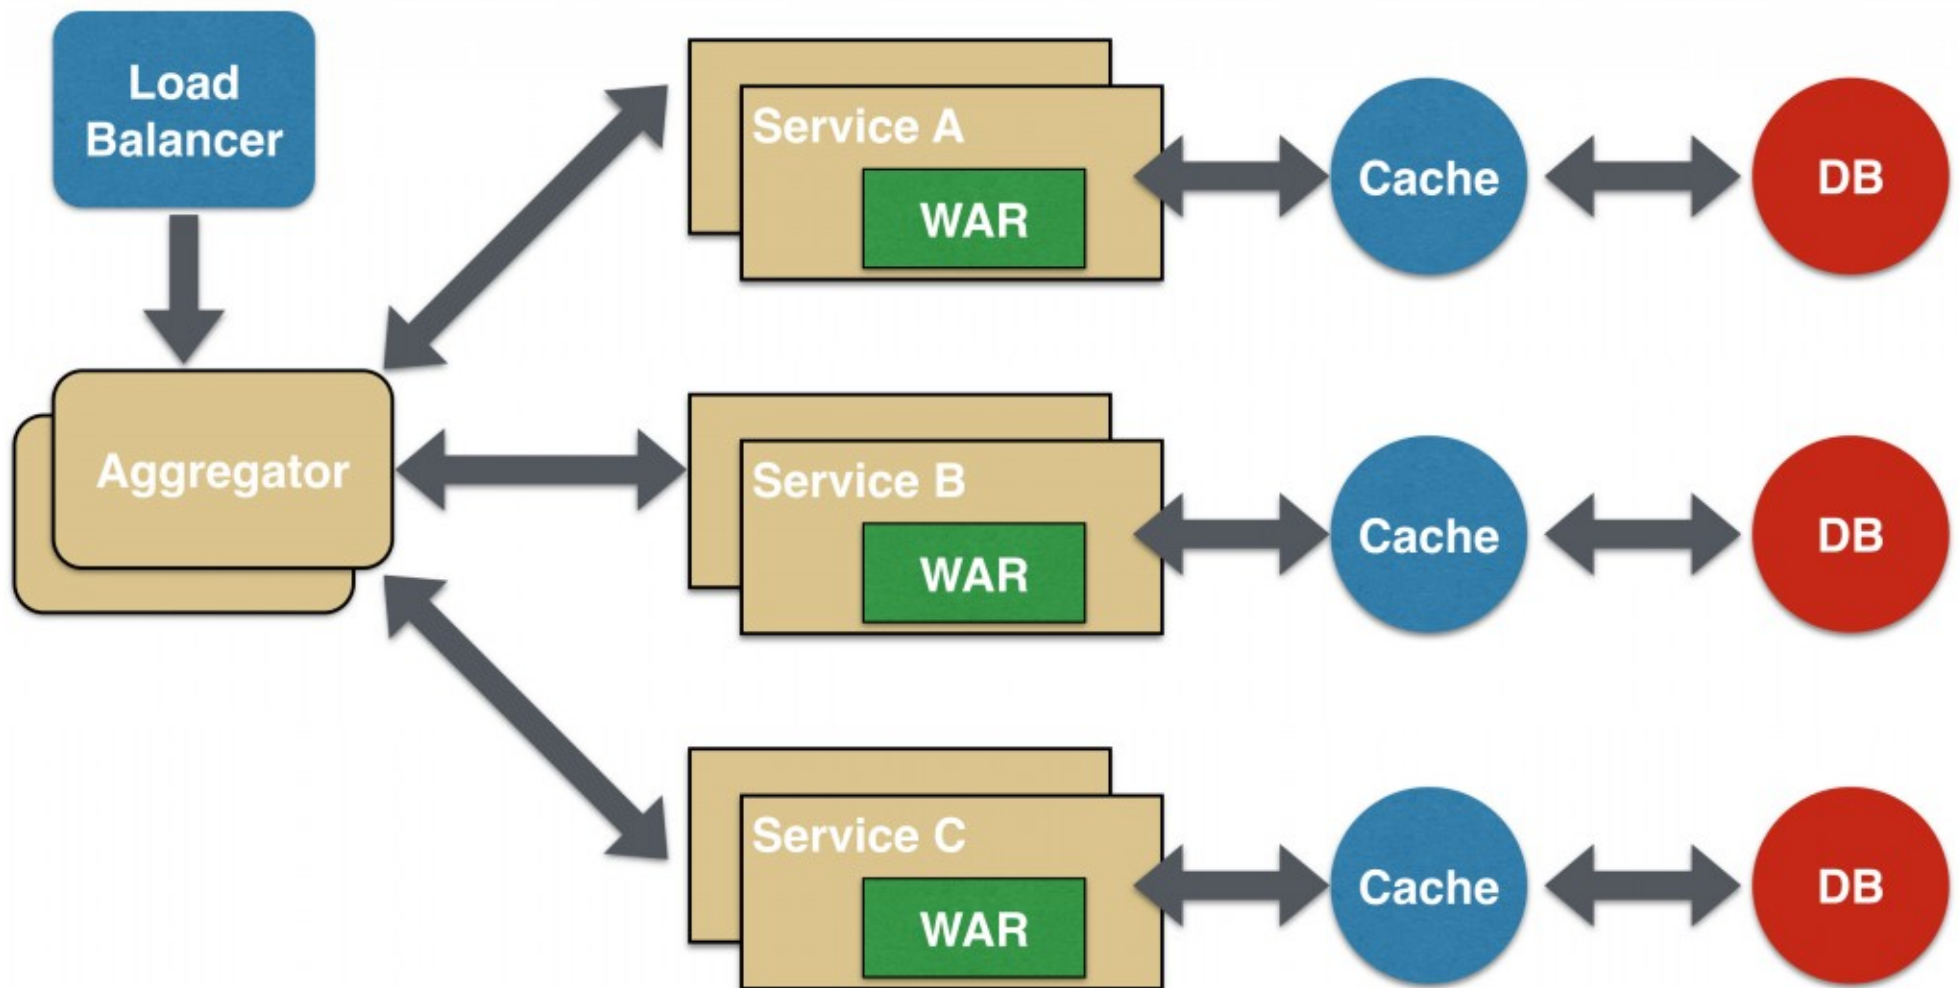 Load
Balancer
Aggregator
Service A
WAR
Cache
DB
Service B
WAR
Cache
DB
Service C
WAR
Cache
DB